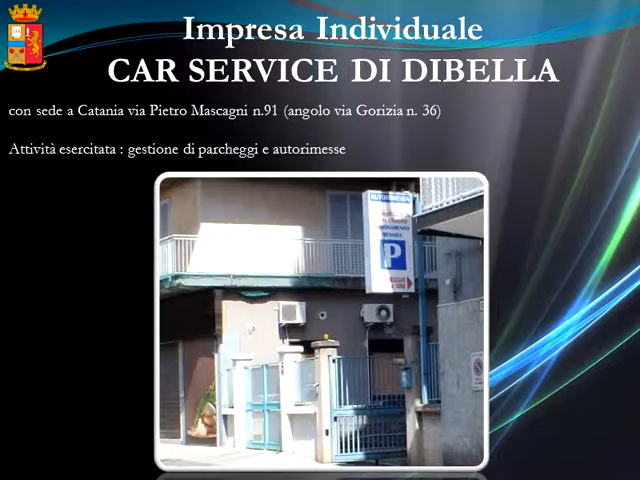 Impresa Individuale
CAR SERVICE DI DIBELLA
con sede a Catania via Pietro Mascagni n.91 (angolo via Gorizia n. 36)
Attività esercitata : gestione di parcheggi e autorimesse
AUTORIMESSA
P